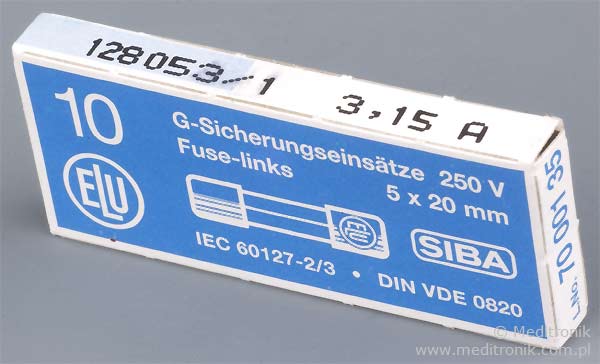 128053/1 3,15 A
10
G-Sicherungseinsätze 250 V
Fuse-links 5 x 20 mm
ELU
SIBA
IEC 60127-2/3 • DIN VDE 0820
L.No. 70 001 35
© Meditronik
www.meditronik.com.pl